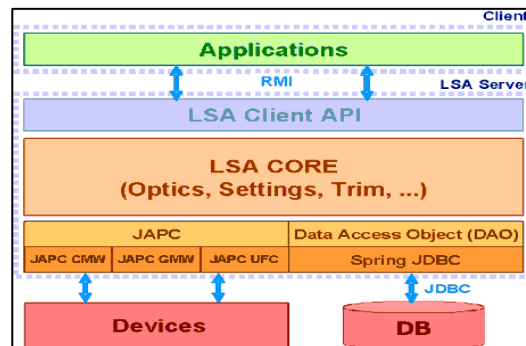 Client
Applications
RMI
LSA Server
LSA Client API
LSA CORE
(Optics, Settings, Trim, ...)
JAPC
Data Access Object (DAO)
JAPC CMW
JAPC GMW
JAPC UFC
Spring JDBC
JDBC
Devices
DB